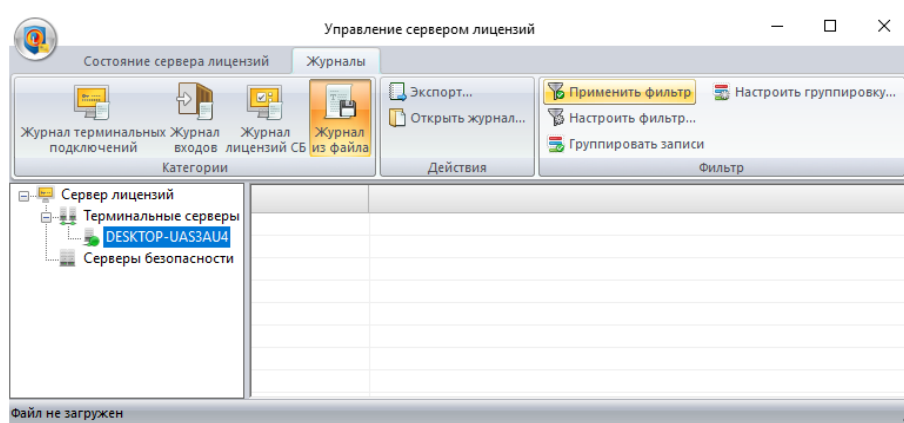 Управление сервером лицензий
Состояние сервера лицензий Журналы
Журнал терминальных подключений
Журнал входов
Журнал лицензий СБ
Журнал из файла
Категории
Экспорт...
Открыть журнал...
Действия
Применить фильтр
Настроить фильтр...
Группировать записи
Настроить группировку...
Фильтр
Сервер лицензий
Терминальные серверы
DESKTOP-UAS3AU4
Серверы безопасности
Файл не загружен